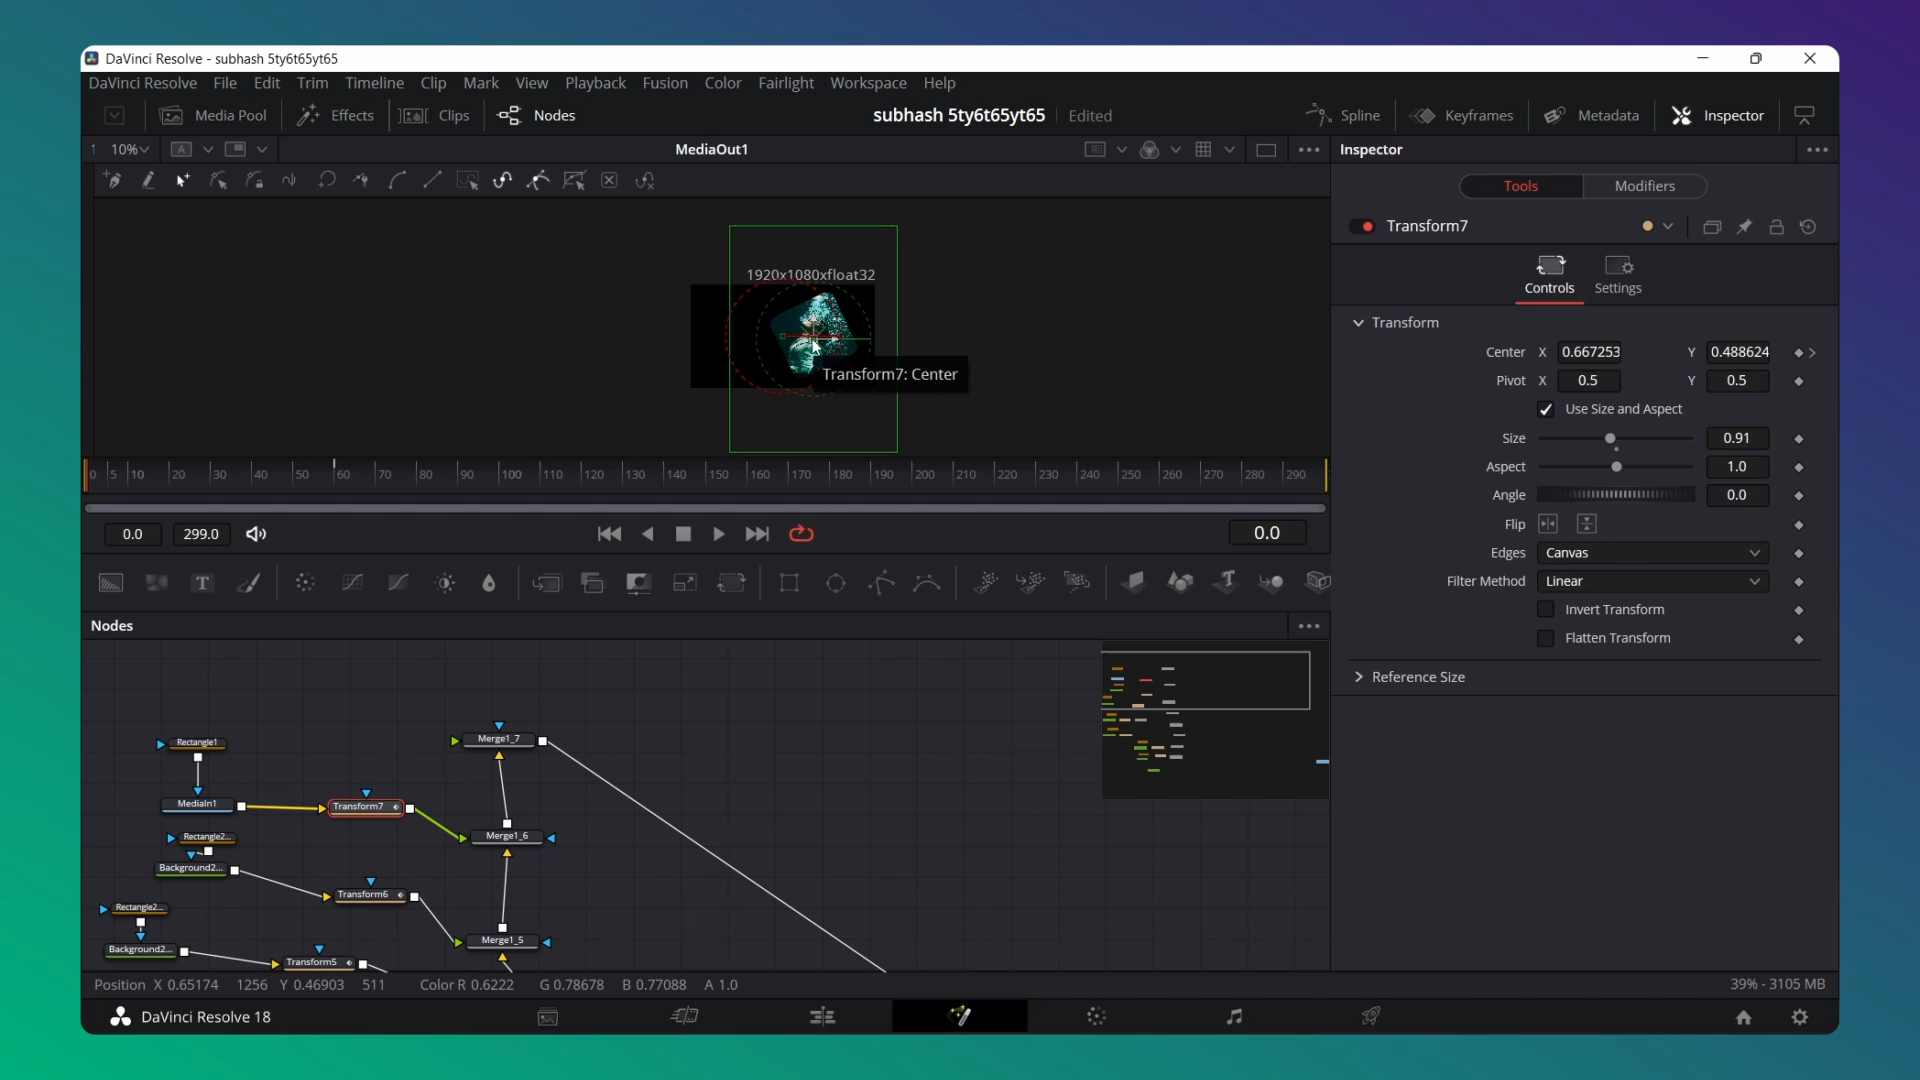 DaVinci Resolve - subhash 5ty6t65yt65
DaVinci Resolve File Edit Trim Timeline Clip Mark View Playback Fusion Color Fairlight Workspace Help
Media Pool Effects Clips Nodes subhash 5ty6t65yt65 Edited Spline Keyframes Metadata Inspector
10% A MediaOut1 Inspector
Tools Modifiers
Transform7
1920x1080xfloat32
Controls Settings
Transform7: Center
Transform
Center X 0.667253 Y 0.488624
Pivot X 0.5 Y 0.5
Use Size and Aspect
Size 0.91
Aspect 1.0
Angle 0.0
Flip
Edges Canvas
Filter Method Linear
Invert Transform
Flatten Transform
Reference Size
0 5 10 20 30 40 50 60 70 80 90 100 110 120 130 140 150 160 170 180 190 200 210 220 230 240 250 260 270 280 290
0.0 299.0 0.0
Nodes
Rectangle1 Merge1_7
MediaIn1 Transform7
Rectangle2... Merge1_6
Background2...
Transform6
Rectangle2...
Background2... Merge1_5
Transform5
Position X 0.65174 1256 Y 0.46903 511 Color R 0.6222 G 0.78678 B 0.77088 A 1.0 39% - 3105 MB
DaVinci Resolve 18